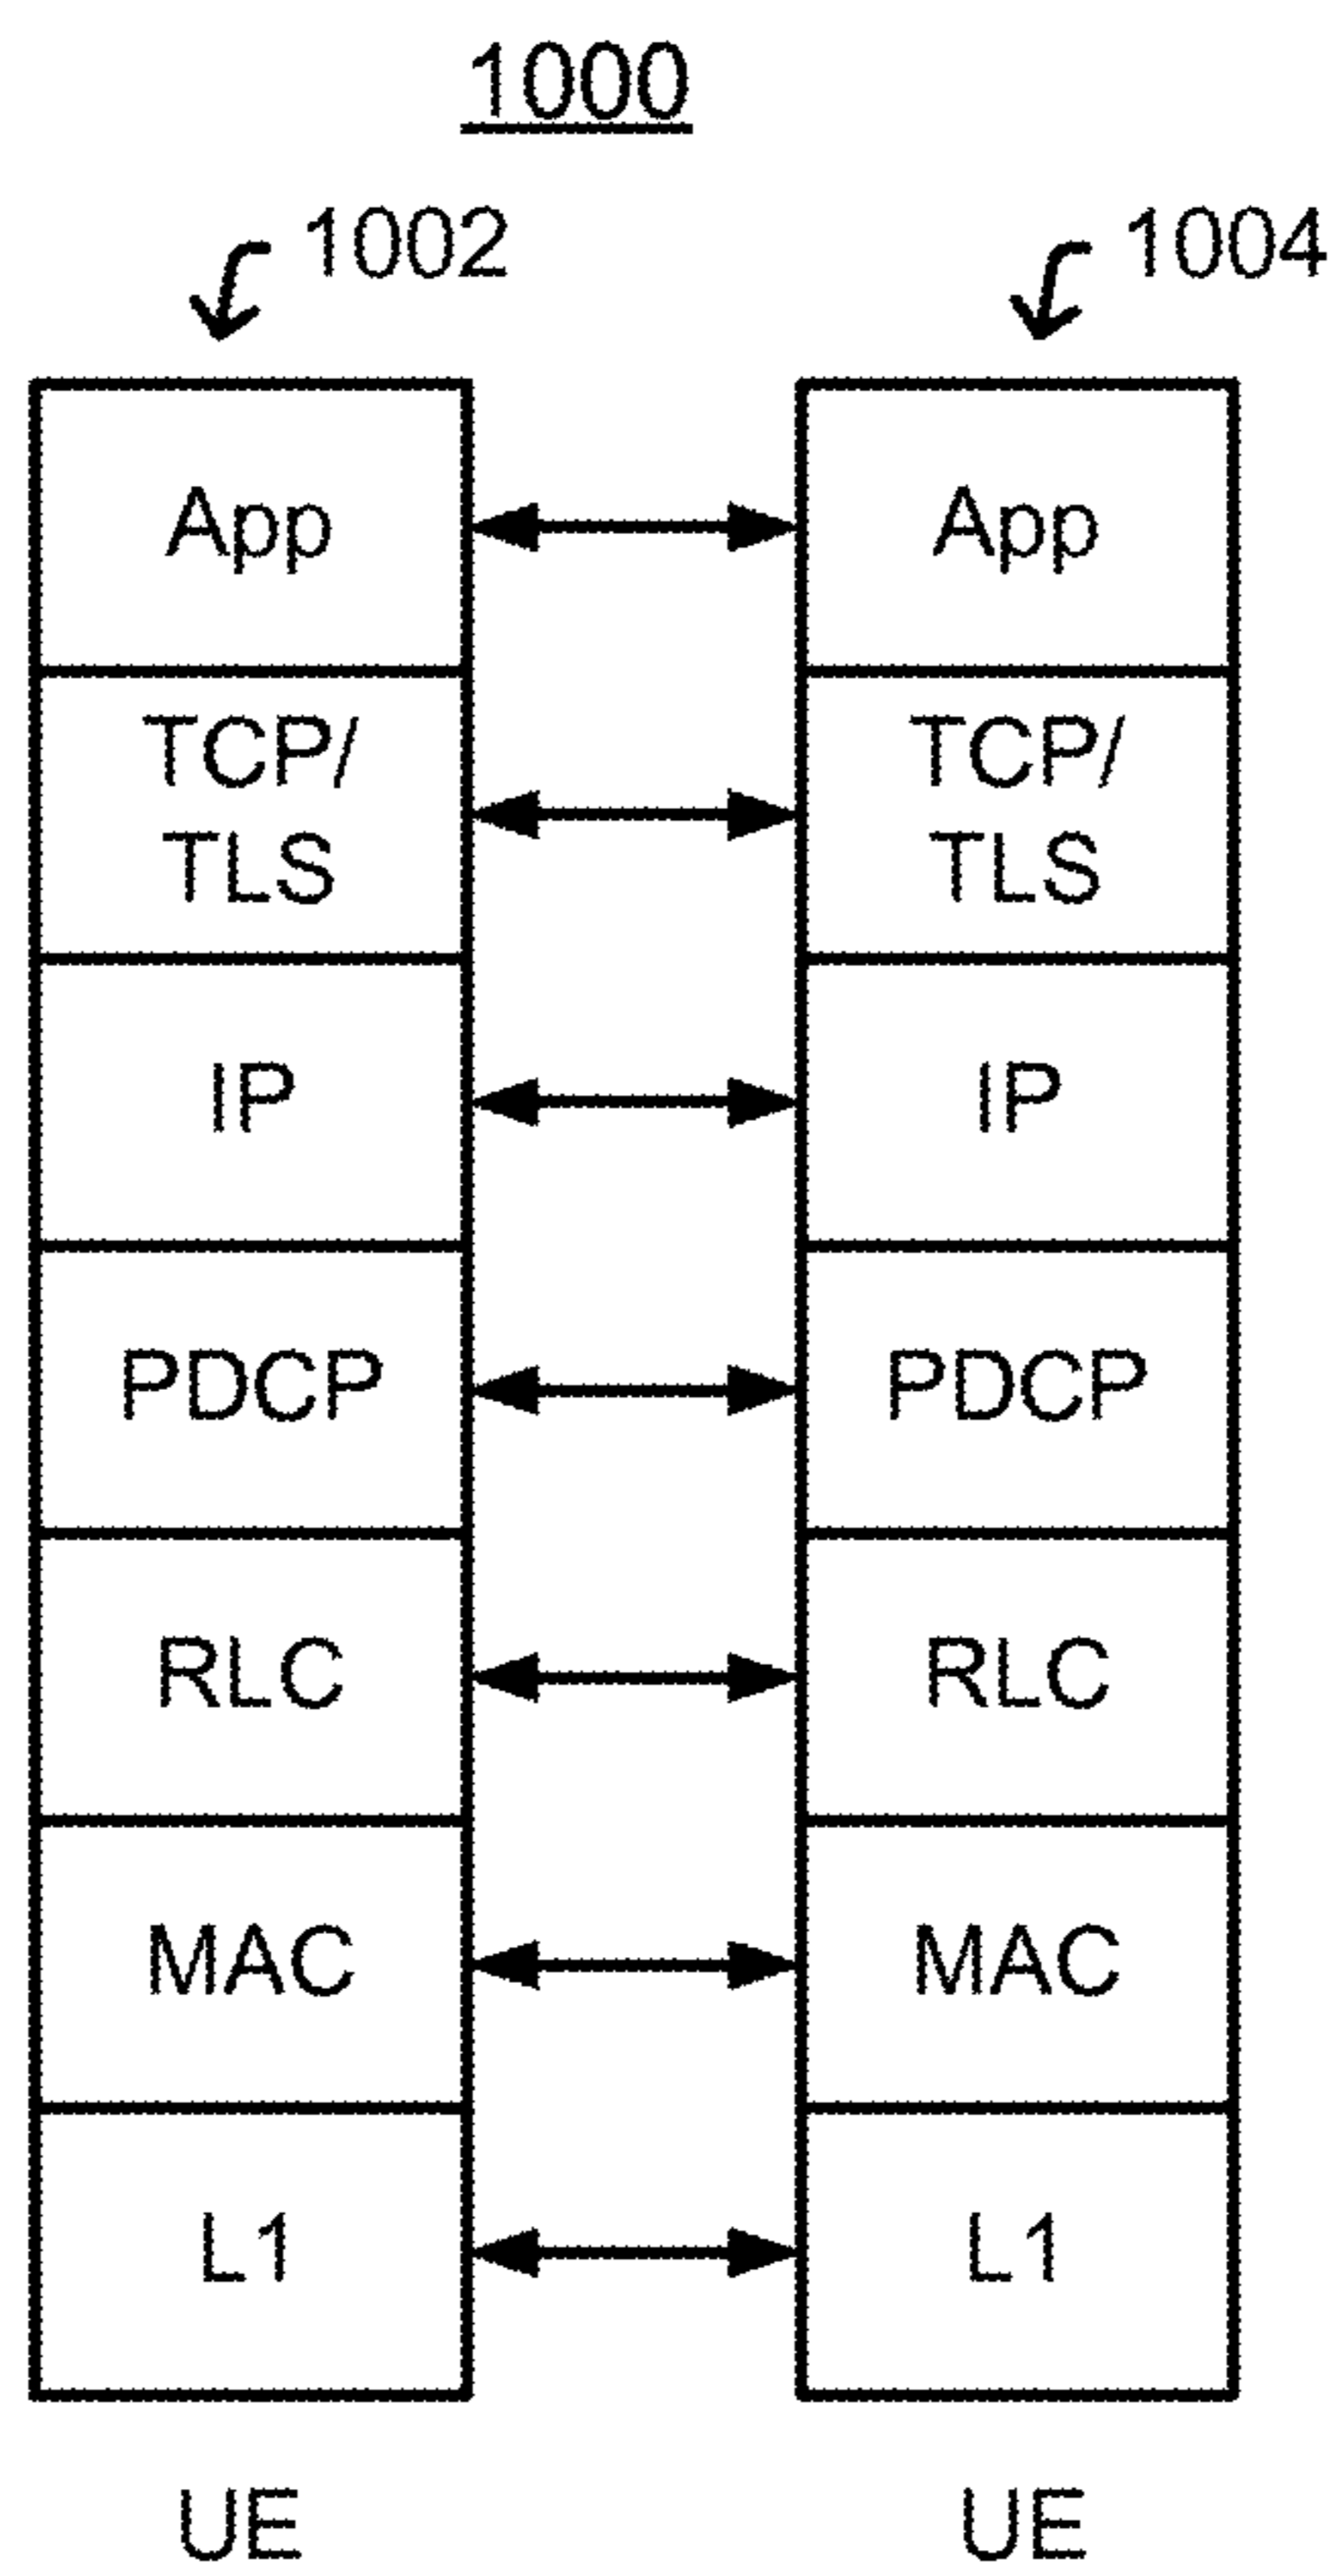 1000
1002
1004
App
App
TCP/
TLS
TCP/
TLS
IP
IP
PDCP
PDCP
RLC
RLC
MAC
MAC
L1
L1
UE
UE